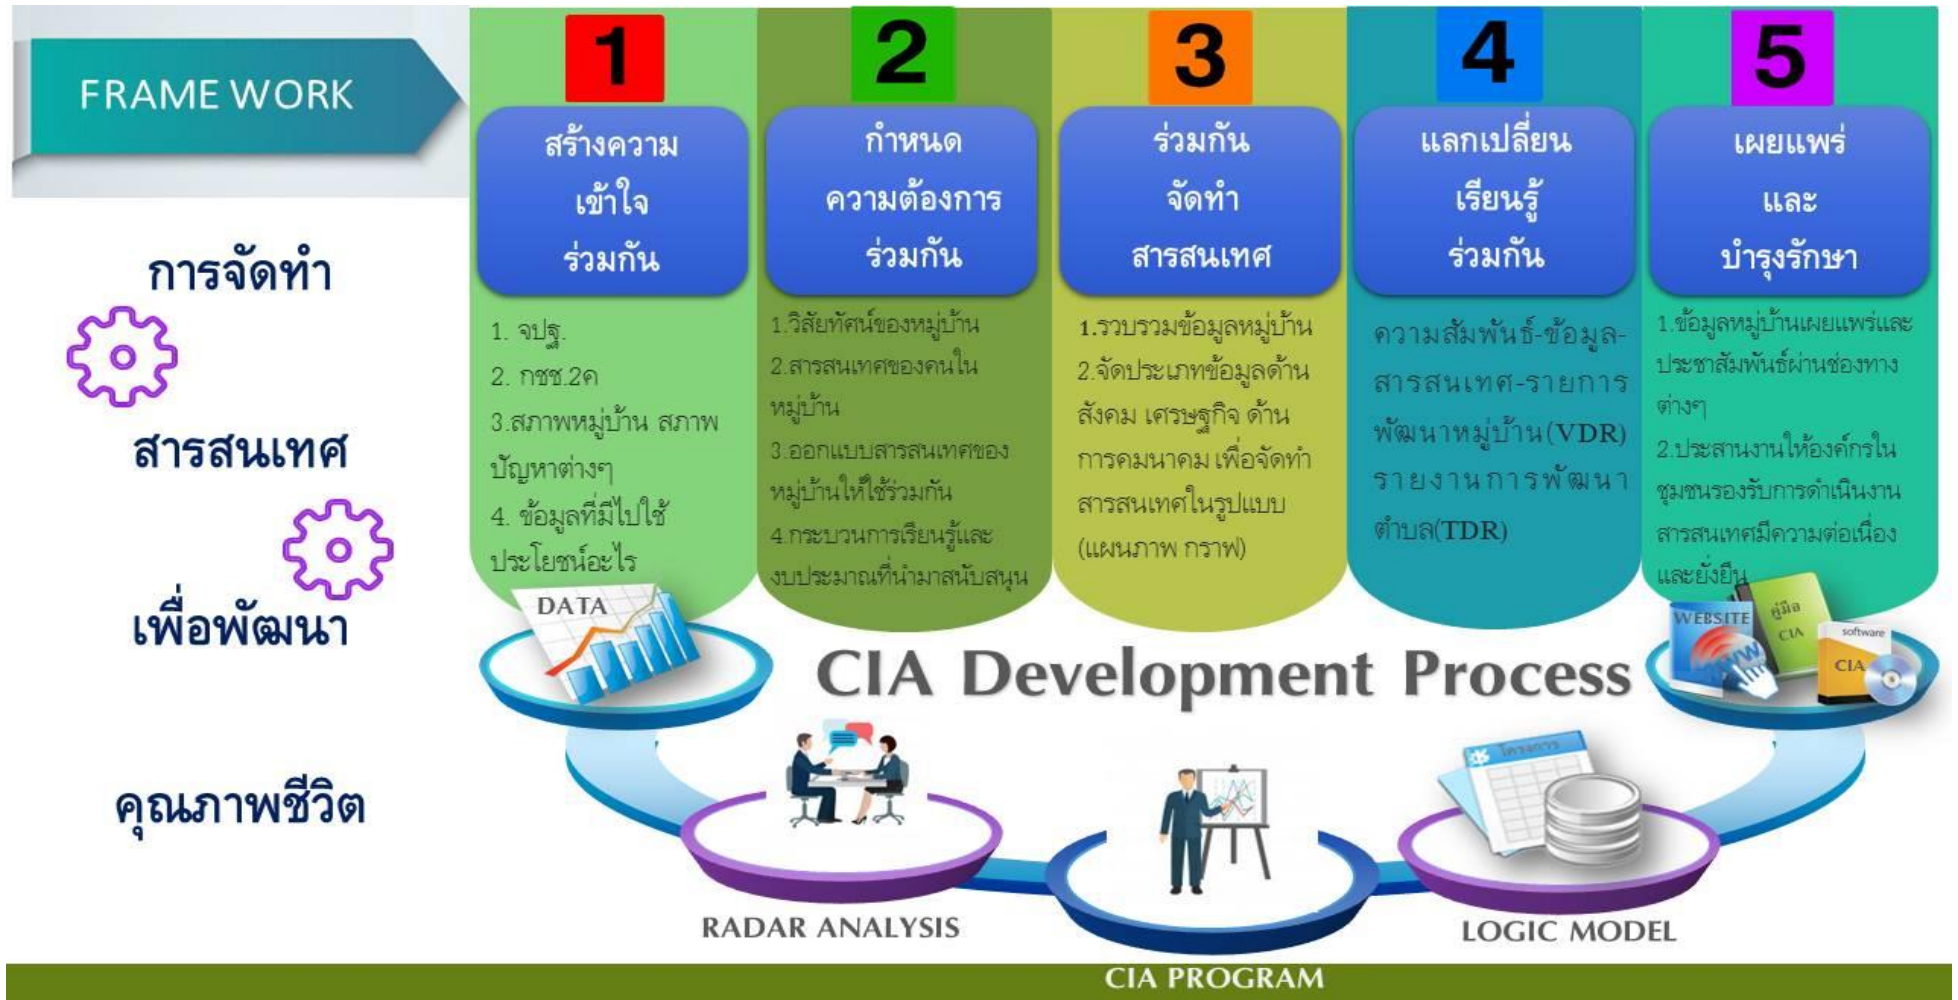 FRAME WORK
การจัดทำ
สารสนเทศ
เพื่อพัฒนา
คุณภาพชีวิต
1
สร้างความ
เข้าใจ
ร่วมกัน
1. จปฐ.
2. กชช.2ค
3.สภาพหมู่บ้าน สภาพ
ปัญหาต่างๆ
4. ข้อมูลที่มีไปใช้
ประโยชน์อะไร
2
กำหนด
ความต้องการ
ร่วมกัน
1.วิสัยทัศน์ของหมู่บ้าน
2.สารสนเทศของคนใน
หมู่บ้าน
3.ออกแบบสารสนเทศของ
หมู่บ้านให้ใช้ร่วมกัน
4.กระบวนการเรียนรู้และ
งบประมาณที่นำมาสนับสนุน
3
ร่วมกัน
จัดทำ
สารสนเทศ
1.รวบรวมข้อมูลหมู่บ้าน
2.จัดประเภทข้อมูลด้าน
สังคม เศรษฐกิจ ด้าน
การคมนาคม เพื่อจัดทำ
สารสนเทศในรูปแบบ
(แผนภาพ กราฟ)
4
แลกเปลี่ยน
เรียนรู้
ร่วมกัน
ความสัมพันธ์-ข้อมูล-
สารสนเทศ-รายการ
พัฒนาหมู่บ้าน(VDR)
รายงานการพัฒนา
ตำบล(TDR)
5
เผยแพร่
และ
บำรุงรักษา
1.ข้อมูลหมู่บ้านเผยแพร่และ
ประชาสัมพันธ์ผ่านช่องทาง
ต่างๆ
2.ประสานงานให้องค์กรใน
ชุมชนรองรับการดำเนินงาน
สารสนเทศมีความต่อเนื่อง
และยั่งยืน
DATA
CIA Development Process
WEBSITE
WWW
คู่มือ
CIA
software
CIA
โครงการ
RADAR ANALYSIS
LOGIC MODEL
CIA PROGRAM